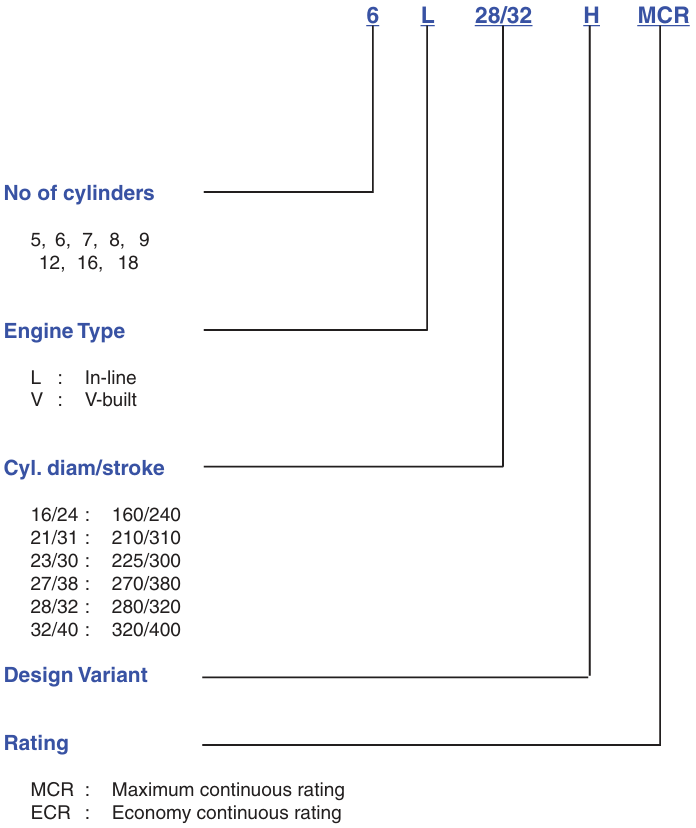 6 L 28/32 H MCR
No of cylinders
5, 6, 7, 8, 9
12, 16, 18
Engine Type
L : In-line
V : V-built
Cyl. diam/stroke
16/24 : 160/240
21/31 : 210/310
23/30 : 225/300
27/38 : 270/380
28/32 : 280/320
32/40 : 320/400
Design Variant
Rating
MCR : Maximum continuous rating
ECR : Economy continuous rating